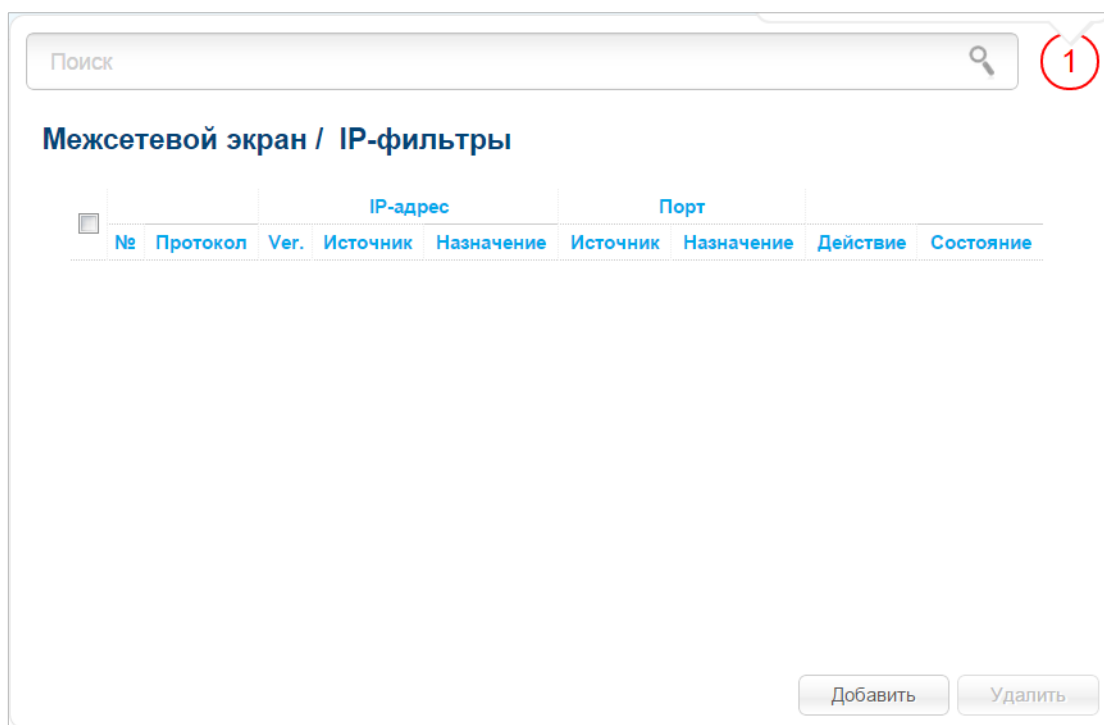 Поиск
1
Межсетевой экран / IP-фильтры
IP-адрес Порт
№ Протокол Ver. Источник Назначение Источник Назначение Действие Состояние
Добавить Удалить